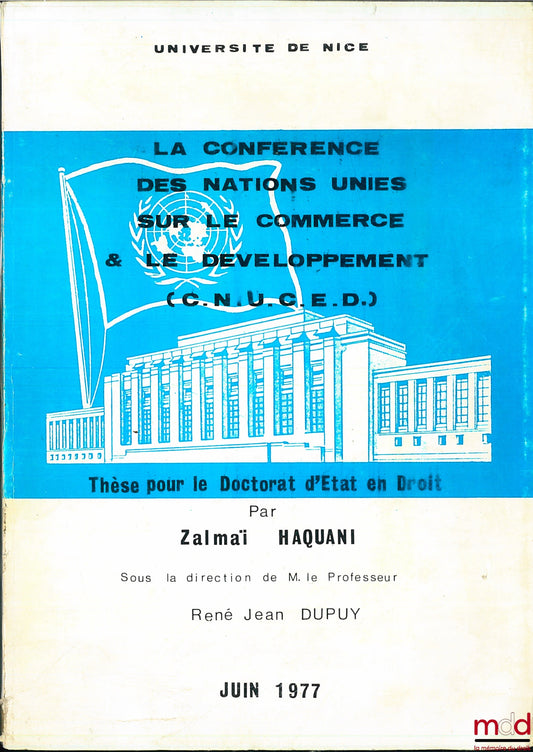 UNIVERSITE DE NICE
LA CONFERENCE
DES NATIONS UNIES
SUR LE COMMERCE
& LE DEVELOPPEMENT
(C.N.U.C.E.D.)
Thèse pour le Doctorat d'Etat en Droit
Par
Zalmaï HAQUANI
Sous la direction de M. le Professeur
René Jean DUPUY
JUIN 1977
mdd
la mémoire du droit